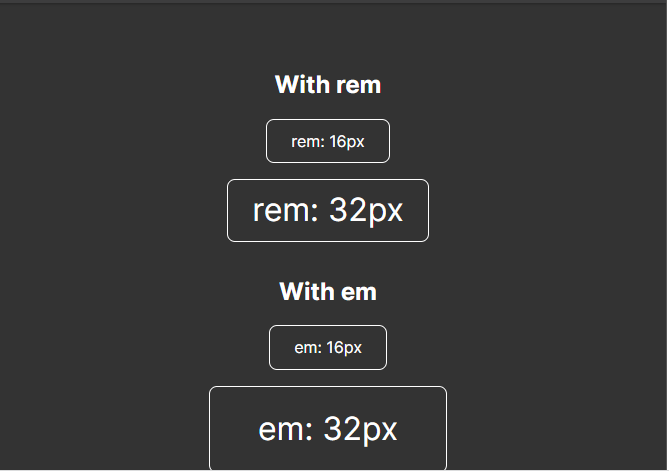 With rem
rem: 16px
rem: 32px
With em
em: 16px
em: 32px